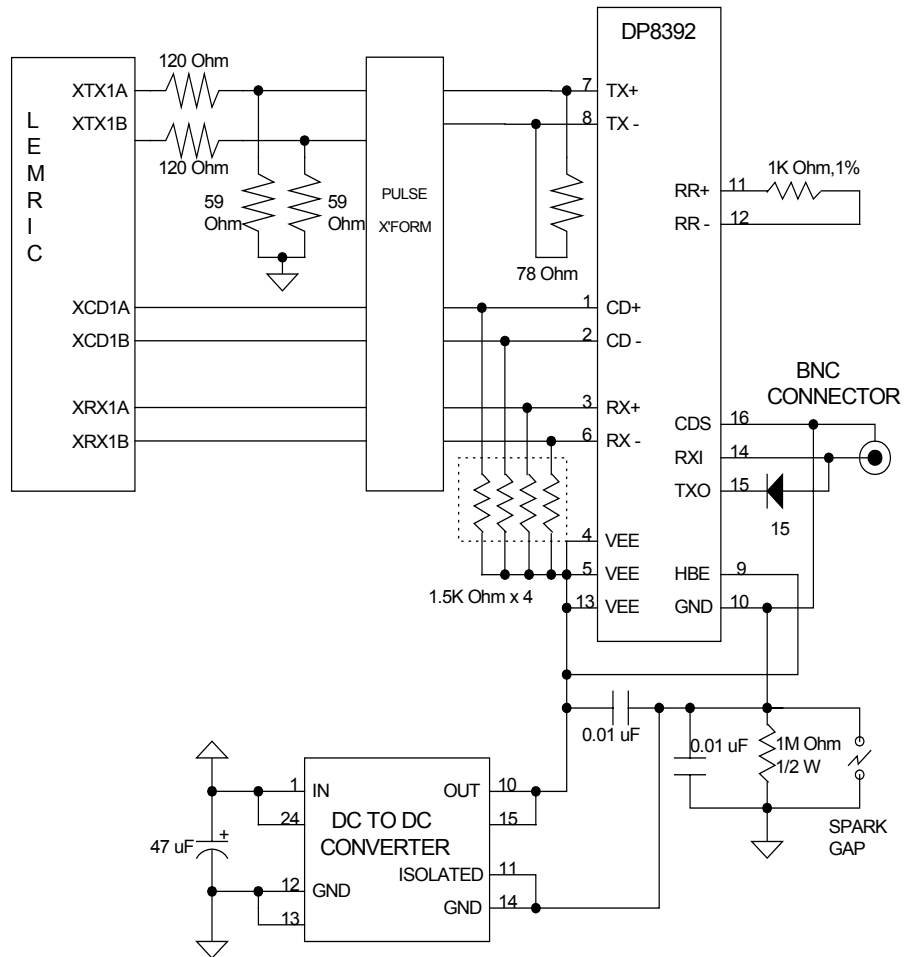 DP8392
120 Ohm
XTX1A
7
TX+
XTX1B
8
TX -
LEMRIC
120 Ohm
1K Ohm,1%
RR+
11
59
Ohm
59
Ohm
PULSE
X'FORM
RR -
12
78 Ohm
XCD1A
1
CD+
XCD1B
2
CD -
BNC
CONNECTOR
XRX1A
3
RX+
CDS
16
XRX1B
6
RX -
RXI
14
TXO
15
15
4
VEE
5
VEE
HBE
9
1.5K Ohm x 4
13
VEE
GND
10
0.01 uF
0.01 uF
1M Ohm
1/2 W
1
IN
OUT
10
24
15
DC TO DC
CONVERTER
SPARK
GAP
47 uF
+
ISOLATED
11
12
GND
GND
14
13